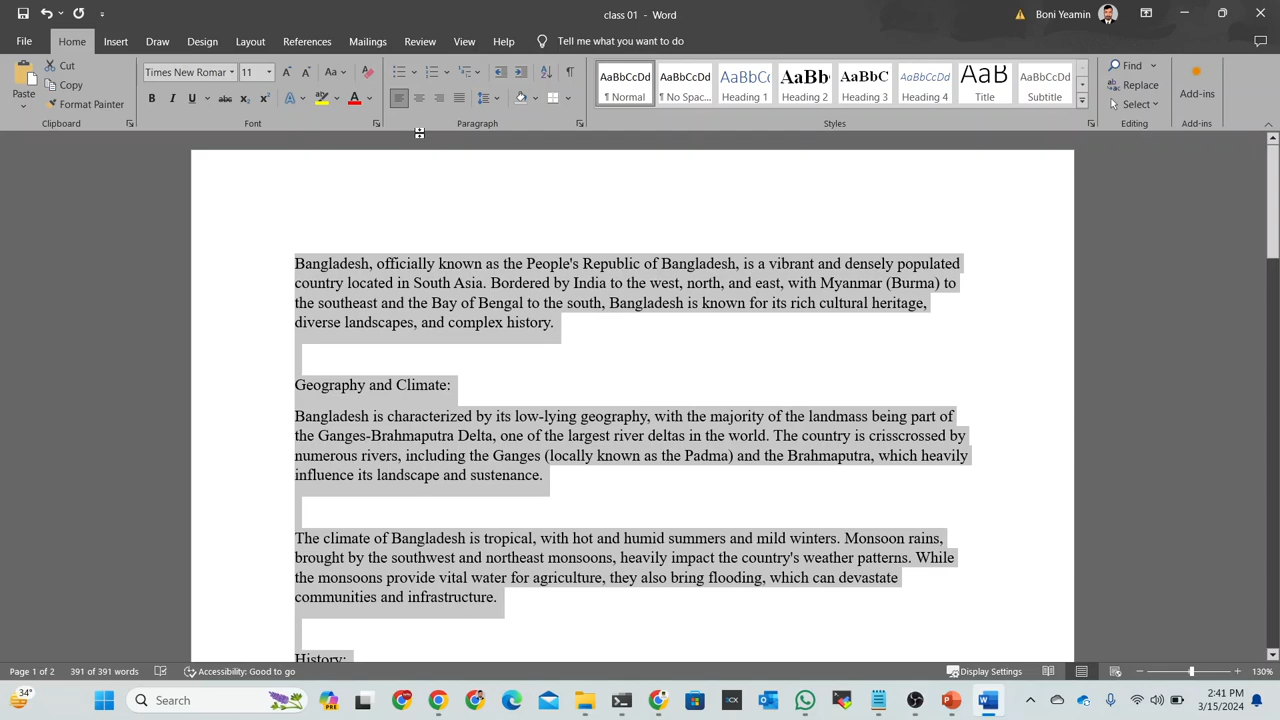 class 01 - Word
Boni Yeamin
File Home Insert Draw Design Layout References Mailings Review View Help Tell me what you want to do
Paste
Cut
Copy
Format Painter
Clipboard
Times New Romar 11
Font
Paragraph
AaBbCcDd AaBbCcDd AaBbCc AaBb AaBbC AaBbCcDd AaB AaBbCcDd
¶ Normal ¶ No Spac... Heading 1 Heading 2 Heading 3 Heading 4 Title Subtitle
Styles
Find
Replace
Select
Editing
Add-ins
Add-ins
Bangladesh, officially known as the People's Republic of Bangladesh, is a vibrant and densely populated
country located in South Asia. Bordered by India to the west, north, and east, with Myanmar (Burma) to
the southeast and the Bay of Bengal to the south, Bangladesh is known for its rich cultural heritage,
diverse landscapes, and complex history.
Geography and Climate:
Bangladesh is characterized by its low-lying geography, with the majority of the landmass being part of
the Ganges-Brahmaputra Delta, one of the largest river deltas in the world. The country is crisscrossed by
numerous rivers, including the Ganges (locally known as the Padma) and the Brahmaputra, which heavily
influence its landscape and sustenance.
The climate of Bangladesh is tropical, with hot and humid summers and mild winters. Monsoon rains,
brought by the southwest and northeast monsoons, heavily impact the country's weather patterns. While
the monsoons provide vital water for agriculture, they also bring flooding, which can devastate
communities and infrastructure.
History:
Page 1 of 2 391 of 391 words Accessibility: Good to go Display Settings 130%
34°
Search
2:41 PM
3/15/2024